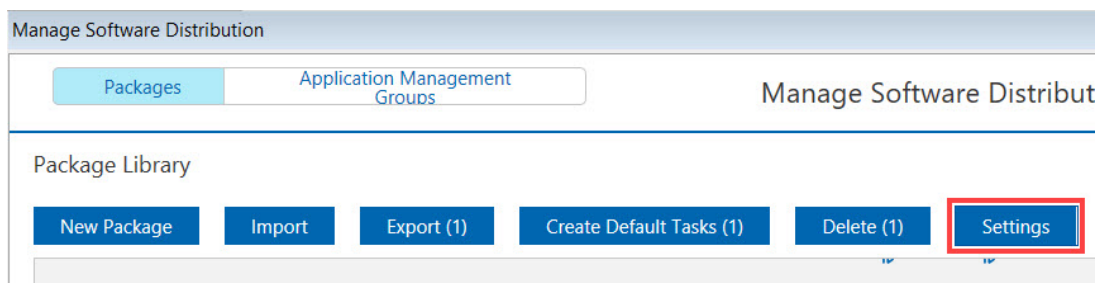 Manage Software Distribution
Packages
Application Management
Groups
Manage Software Distribut
Package Library
New Package
Import
Export (1)
Create Default Tasks (1)
Delete (1)
Settings